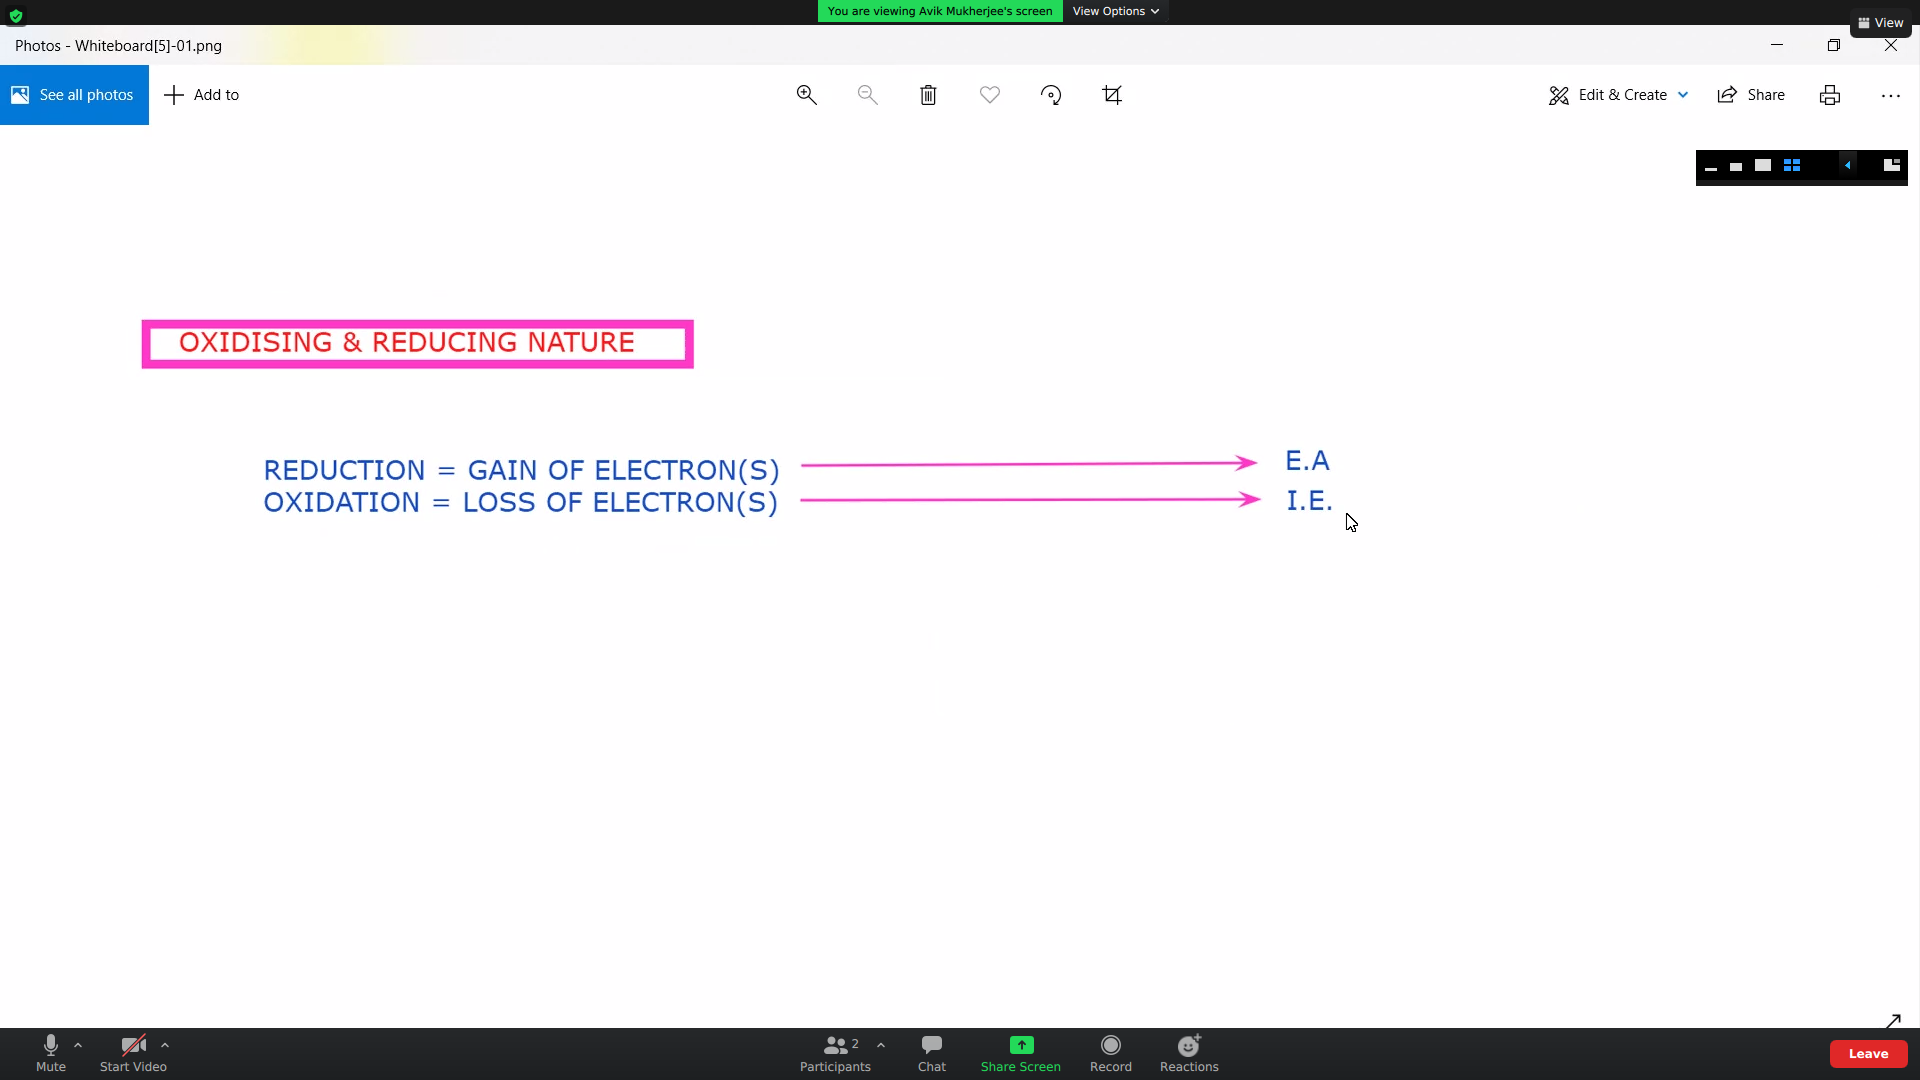 You are viewing Avik Mukherjee's screen View Options
View
Photos - Whiteboard[5]-01.png
See all photos Add to Edit & Create Share
OXIDISING & REDUCING NATURE
REDUCTION = GAIN OF ELECTRON(S) E.A
OXIDATION = LOSS OF ELECTRON(S) I.E.
2
Mute Start Video Participants Chat Share Screen Record Reactions Leave